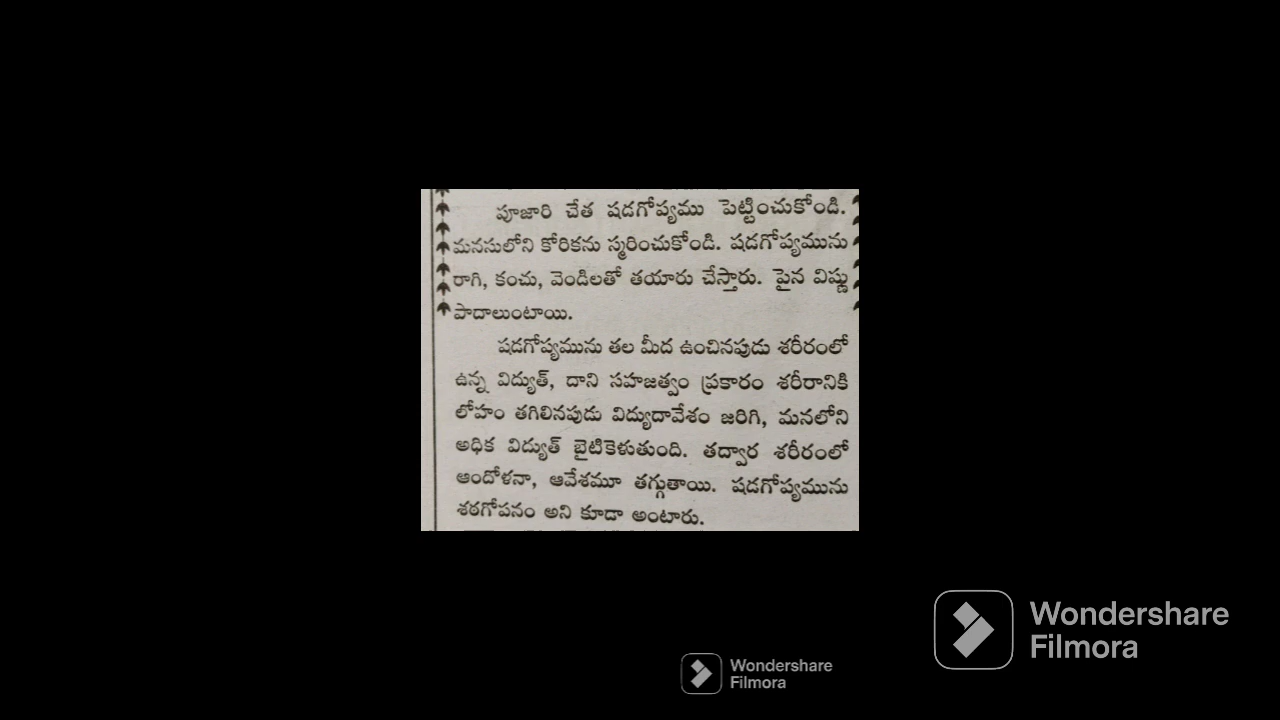 పూజారి చేత షడగోప్యము పెట్టించుకోండి.
మనసులోని కోరికను స్మరించుకోండి. షడగోప్యమును
రాగి, కంచు, వెండిలతో తయారు చేస్తారు. పైన విష్ణు
పాదాలుంటాయి.
షడగోప్యమును తల మీద ఉంచినపుడు శరీరంలో
ఉన్న విద్యుత్, దాని సహజత్వం ప్రకారం శరీరానికి
లోహం తగిలినపుడు విద్యుదావేశం జరిగి, మనలోని
అధిక విద్యుత్ బైటికెళుతుంది. తద్వార శరీరంలో
ఆందోళనా, ఆవేశమూ తగ్గుతాయి. షడగోప్యమును
శఠగోపనం అని కూడా అంటారు.
Wondershare
Filmora
Wondershare
Filmora